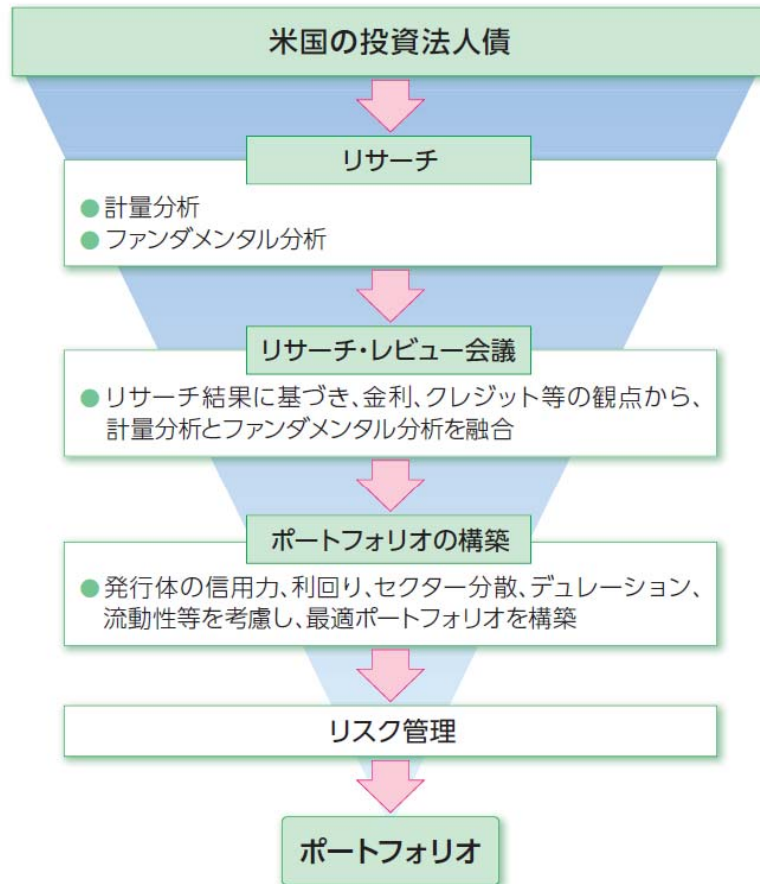 米国の投資法人債
リサーチ
● 計量分析
● ファンダメンタル分析
リサーチ・レビュー会議
● リサーチ結果に基づき、金利、クレジット等の観点から、
計量分析とファンダメンタル分析を融合
ポートフォリオの構築
● 発行体の信用力、利回り、セクター分散、デュレーション、
流動性等を考慮し、最適ポートフォリオを構築
リスク管理
ポートフォリオ